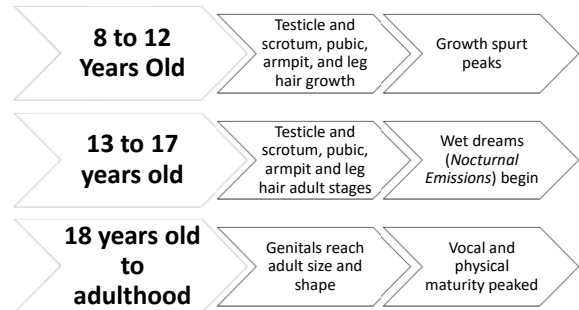 8 to 12
Years Old
Testicle and
scrotum, pubic,
armpit, and leg
hair growth
Growth spurt
peaks
13 to 17
years old
Testicle and
scrotum, pubic,
armpit and leg
hair adult stages
Wet dreams
(Nocturnal
Emissions) begin
18 years old
to
adulthood
Genitals reach
adult size and
shape
Vocal and
physical
maturity peaked